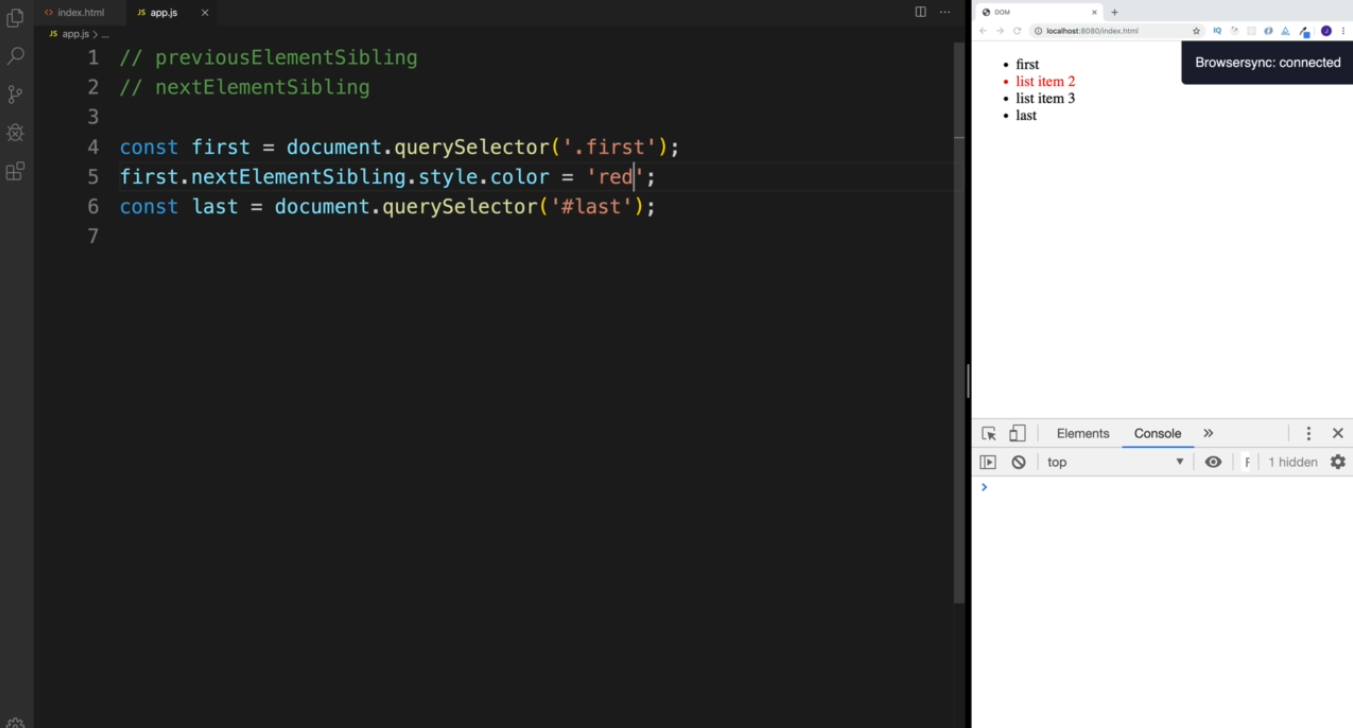 index.html
JS app.js
JS app.js > ...
1 // previousElementSibling
2 // nextElementSibling
3
4 const first = document.querySelector('.first');
5 first.nextElementSibling.style.color = 'red';
6 const last = document.querySelector('#last');
7
DOM
localhost:8080/index.html
Browsersync: connected
• first
• list item 2
• list item 3
• last
Elements Console
top 1 hidden